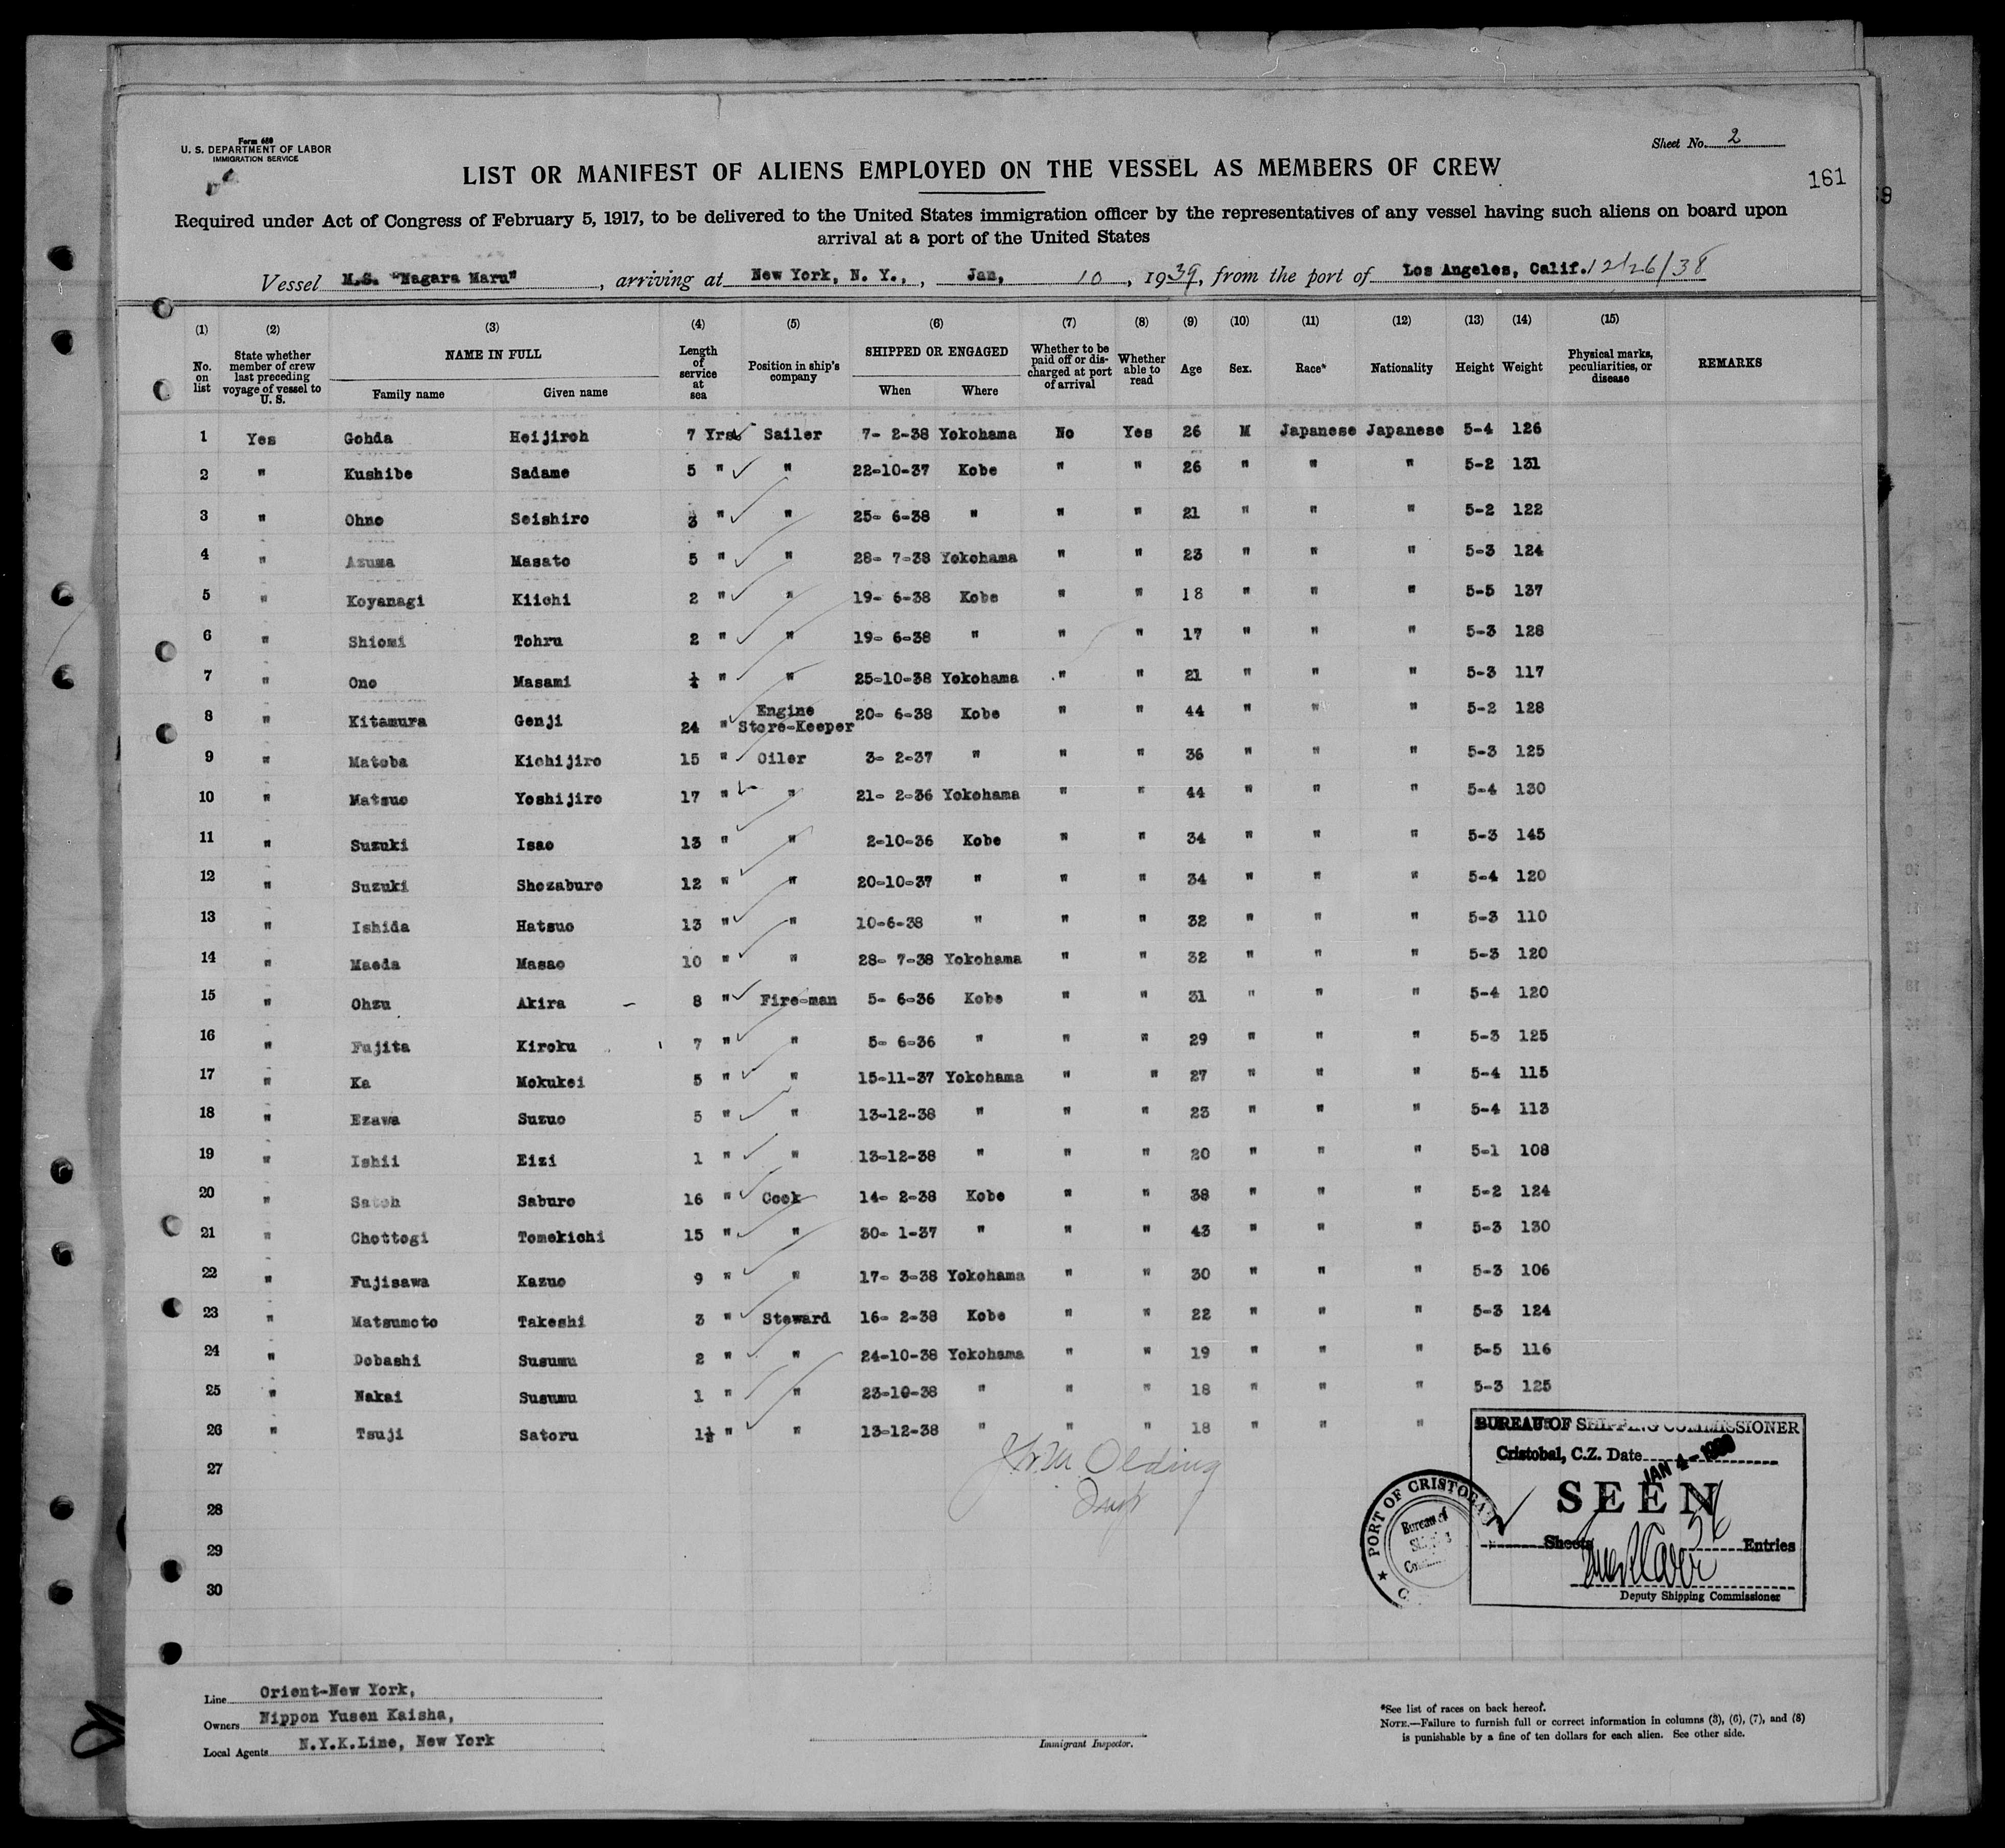 Form 689
U. S. DEPARTMENT OF LABOR
IMMIGRATION SERVICE
Sheet No. 2
LIST OR MANIFEST OF ALIENS EMPLOYED ON THE VESSEL AS MEMBERS OF CREW
161
Required under Act of Congress of February 5, 1917, to be delivered to the United States immigration officer by the representatives of any vessel having such aliens on board upon
arrival at a port of the United States
Vessel M.S. "Nagara Maru", arriving at New York, N. Y., , Jan, 10, 1939, from the port of Los Angeles, Calif. 12/26/38
(1) (2) (3) (4) (5) (6) (7) (8) (9) (10) (11) (12) (13) (14) (15)
No. on list | State whether member of crew last preceding voyage of vessel to U. S. | NAME IN FULL Family name Given name | Length of service at sea | Position in ship's company | SHIPPED OR ENGAGED When Where | Whether to be paid off or discharged at port of arrival | Whether able to read | Age | Sex. | Race* | Nationality | Height | Weight | Physical marks, peculiarities, or disease | REMARKS
1 Yes Gohda Heijiroh 7 Yrs Sailer 7- 2-38 Yokohama No Yes 26 M Japanese Japanese 5-4 126
2 " Kushibe Sadame 5 " " 22-10-37 Kobe " " 26 " " " 5-2 131
3 " Ohno Seishiro 3 " " 25- 6-38 " " " 21 " " " 5-2 122
4 " Azuma Masato 5 " " 28- 7-38 Yokohama " " 23 " " " 5-3 124
5 " Koyanagi Kiichi 2 " " 19- 6-38 Kobe " " 18 " " " 5-5 137
6 " Shiomi Tohru 2 " " 19- 6-38 " " " 17 " " " 5-3 128
7 " Ono Masami " " 25-10-38 Yokohama " " 21 " " " 5-3 117
8 " Kitamura Genji 24 " Engine Store-Keeper 20- 6-38 Kobe " " 44 " " " 5-2 128
9 " Matoba Kichijiro 15 " Oiler 3- 2-37 " " " 36 " " " 5-3 125
10 " Matsuo Yoshijiro 17 " " 21- 2-36 Yokohama " " 44 " " " 5-4 130
11 " Suzuki Isao 13 " " 2-10-36 Kobe " " 34 " " " 5-3 145
12 " Suzuki Shozaburo 12 " " 20-10-37 " " " 34 " " " 5-4 120
13 " Ishida Hatsuo 13 " " 10-6-38 " " " 32 " " " 5-3 110
14 " Maeda Masao 10 " " 28- 7-38 Yokohama " " 32 " " " 5-3 120
15 " Ohzu Akira 8 " Fire-man 5- 6-36 Kobe " " 31 " " " 5-4 120
16 " Fujita Kiroku 7 " " 5- 6-36 " " " 29 " " " 5-3 125
17 " Ka Mokukei 5 " " 15-11-37 Yokohama " " 27 " " " 5-4 115
18 " Ezawa Suzuo 5 " " 13-12-38 " " " 23 " " " 5-4 113
19 " Ishii Eizi 1 " " 13-12-38 " " " 20 " " " 5-1 108
20 " Satoh Saburo 16 " Cook 14- 2-38 Kobe " " 38 " " " 5-2 124
21 " Chottogi Tomekichi 15 " " 30- 1-37 " " " 43 " " " 5-3 130
22 " Fujisawa Kazuo 9 " " 17- 3-38 Yokohama " " 30 " " " 5-3 106
23 " Matsumoto Takeshi 3 " Steward 16- 2-38 Kobe " " 22 " " " 5-3 124
24 " Dobashi Susumu 2 " " 24-10-38 Yokohama " " 19 " " " 5-5 116
25 " Nakai Susumu 1 " " 23-10-38 " " " 18 " " " 5-3 125
26 " Tsuji Satoru 1½ " " 13-12-38 " " " 18 " " "
27
28
29
30
Olding
BUREAU OF SHIPPING COMMISSIONER
Cristobal, C.Z. Date JAN 4 - 1939
SEEN
Sheets 26 Entries
Deputy Shipping Commissioner
PORT OF CRISTOBAL
Bureau of
Line Orient-New York,
Owners Nippon Yusen Kaisha,
Local Agents N.Y.K.Line, New York
Immigrant Inspector.
*See list of races on back hereof.
NOTE.—Failure to furnish full or correct information in columns (3), (6), (7), and (8)
is punishable by a fine of ten dollars for each alien. See other side.